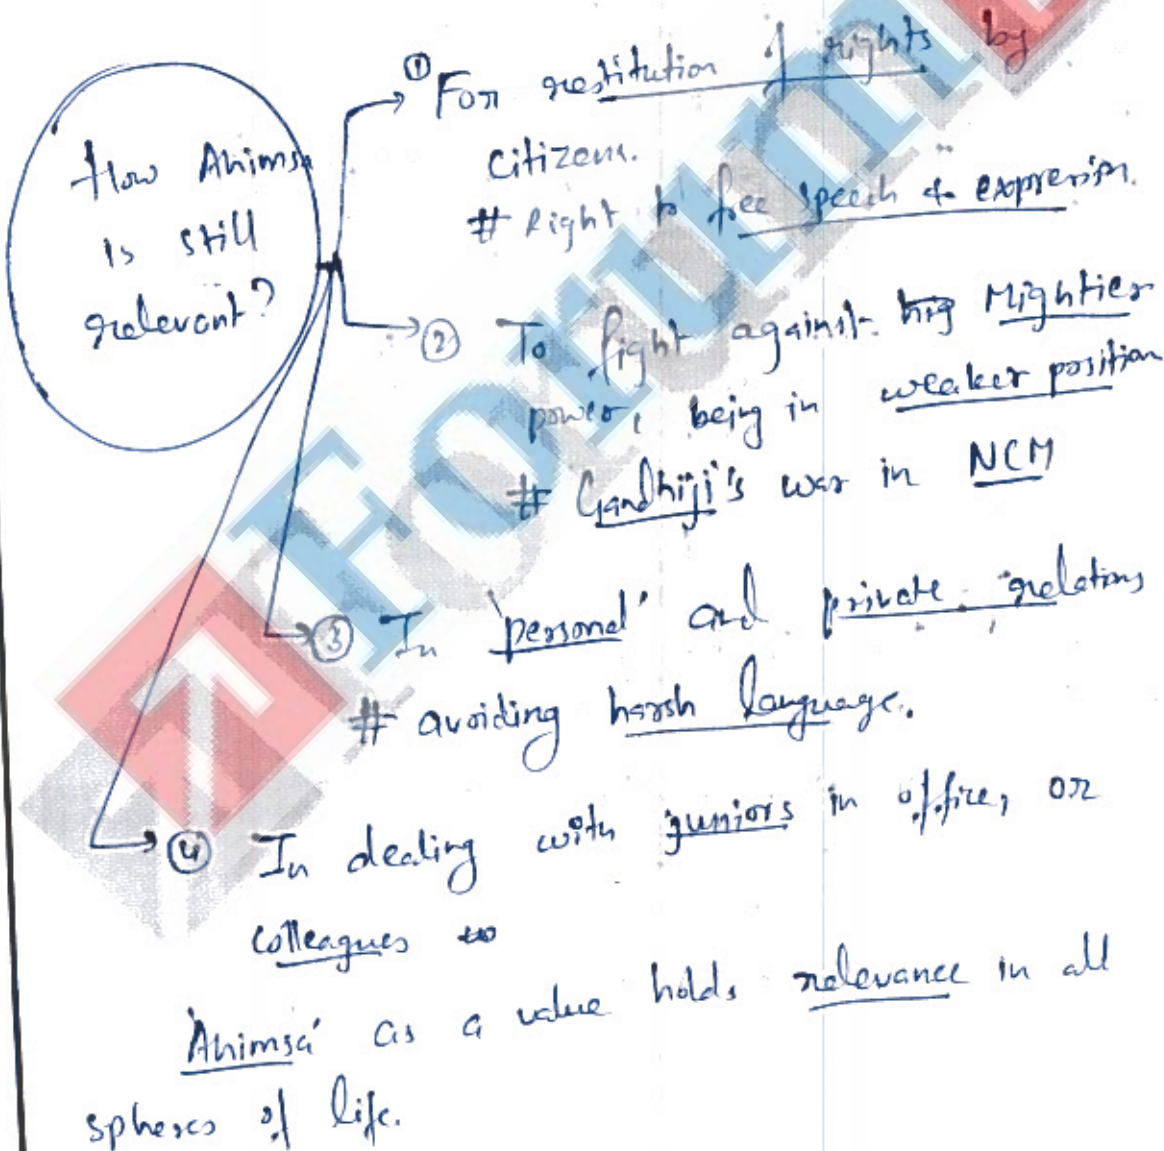 How Ahimsa
is still
relevant?
① For restitution of rights by
citizens.
# Right to free speech & expression.
② To fight against Mightier
power, being in weaker position
# Gandhiji's war in NCM
③ In 'personal' and private relations
# avoiding harsh language.
④ In dealing with juniors in office, or
colleagues
'Ahimsa' as a value holds relevance in all
spheres of life.
Forum